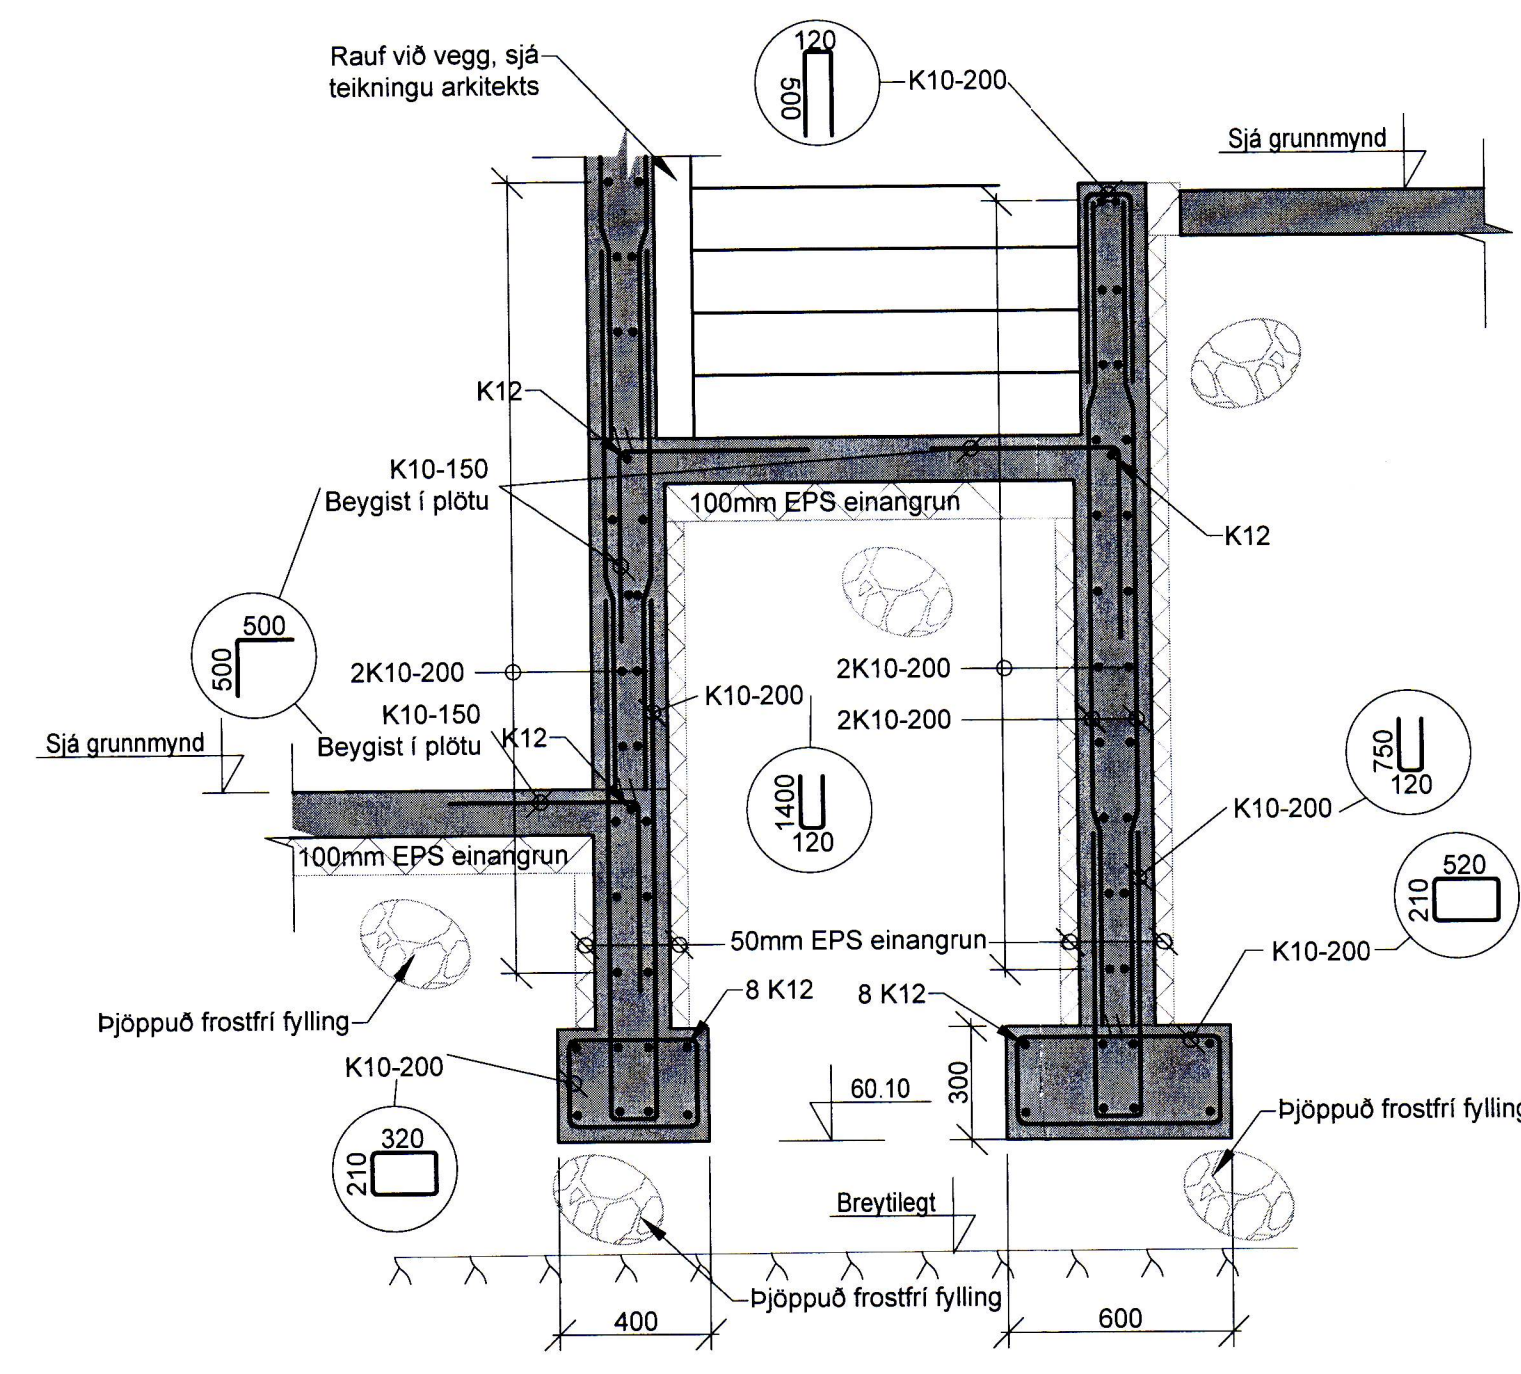 120
500
K10-200
Rauf við vegg, sjá
teikningu arkitekts
Sjá grunnmynd
K12
K10-150
Beygist í plötu
100mm EPS einangrun
K12
500
500
2K10-200
K10-150
Beygist í plötu
K12
K10-200
2K10-200
2K10-200
Sjá grunnmynd
1400
120
750
120
K10-200
520
210
K10-200
100mm EPS einangrun
50mm EPS einangrun
8 K12
8 K12
Þjöppuð frostfrí fylling
K10-200
320
210
60.10
300
Þjöppuð frostfrí fylling
Breytilegt
Þjöppuð frostfrí fylling
400
600